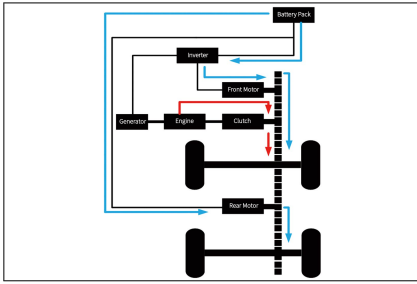 Battery Pack
Inverter
Front Motor
Generator
Engine
Clutch
Rear Motor